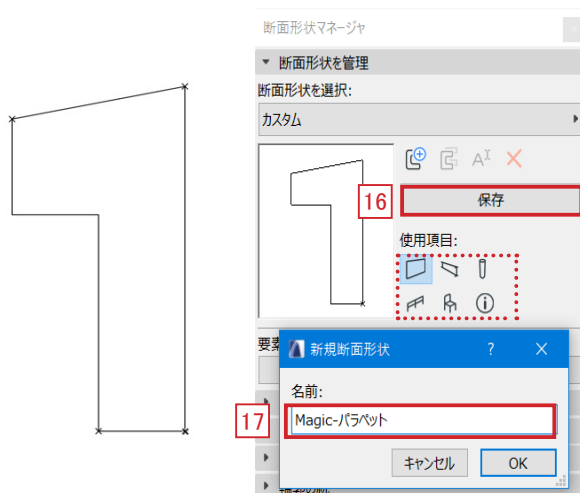 断面形状マネージャ
断面形状を管理
断面形状を選択:
カスタム
16
保存
使用項目:
要素
新規断面形状
?
名前:
17
Magic-パラペット
キャンセル
OK